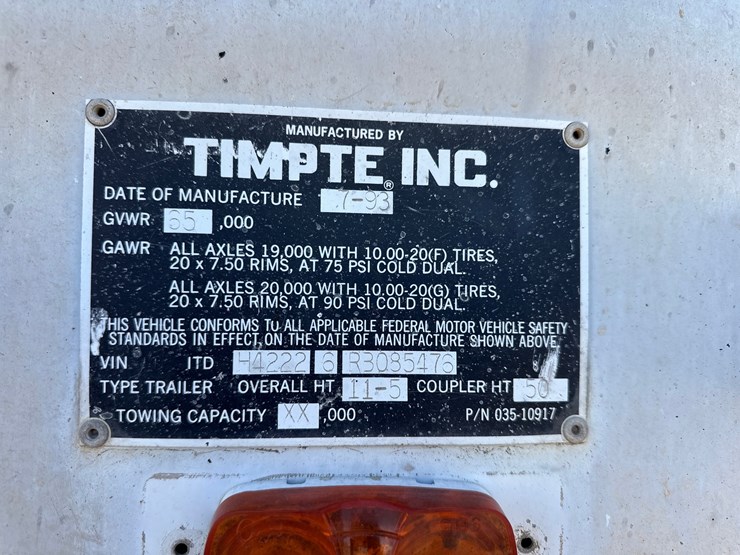 MANUFACTURED BY
TIMPTE® INC.
DATE OF MANUFACTURE 7-93
GVWR 65 ,000
GAWR ALL AXLES 19,000 WITH 10.00-20(F) TIRES,
20 x 7.50 RIMS, AT 75 PSI COLD DUAL.
ALL AXLES 20,000 WITH 10.00-20(G) TIRES,
20 x 7.50 RIMS, AT 90 PSI COLD DUAL.
THIS VEHICLE CONFORMS TO ALL APPLICABLE FEDERAL MOTOR VEHICLE SAFETY
STANDARDS IN EFFECT, ON THE DATE OF MANUFACTURE SHOWN ABOVE
VIN ITD H4222 6 RB085476
TYPE TRAILER OVERALL HT 11-5 COUPLER HT 50
TOWING CAPACITY XX ,000 P/N 035-10917